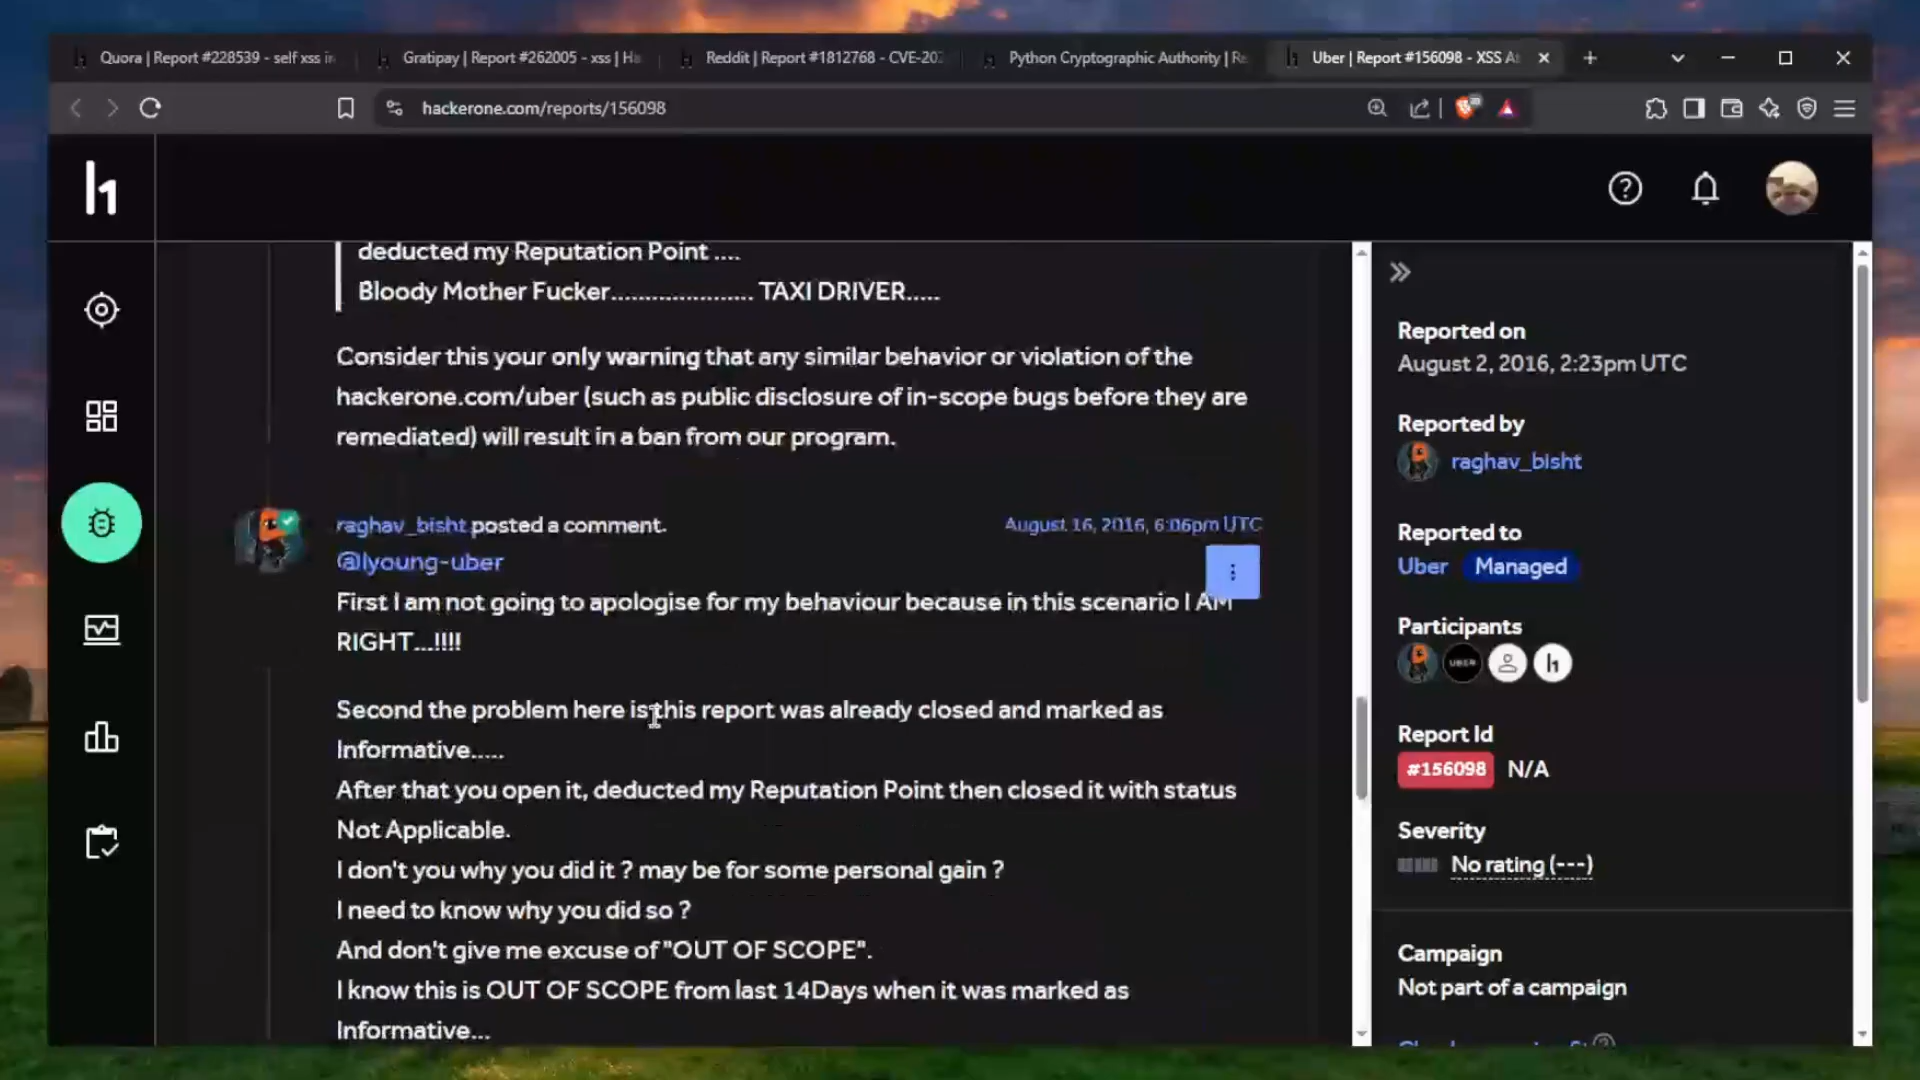 Quora | Report #228539 - self xss in
Gratipay | Report #262005 - xss | Ha
Reddit | Report #1812768 - CVE-202
Python Cryptographic Authority | Re
Uber | Report #156098 - XSS At
hackerone.com/reports/156098
deducted my Reputation Point ....
Bloody Mother Fucker.................... TAXI DRIVER.....
Consider this your only warning that any similar behavior or violation of the
hackerone.com/uber (such as public disclosure of in-scope bugs before they are
remediated) will result in a ban from our program.
raghav_bisht posted a comment.
August 16, 2016, 6:06pm UTC
@lyoung-uber
First I am not going to apologise for my behaviour because in this scenario I AM
RIGHT...!!!!
Second the problem here is this report was already closed and marked as
Informative.....
After that you open it, deducted my Reputation Point then closed it with status
Not Applicable.
I don't you why you did it ? may be for some personal gain ?
I need to know why you did so ?
And don't give me excuse of "OUT OF SCOPE".
I know this is OUT OF SCOPE from last 14Days when it was marked as
Informative...
Reported on
August 2, 2016, 2:23pm UTC
Reported by
raghav_bisht
Reported to
Uber Managed
Participants
UBER
Report Id
#156098 N/A
Severity
No rating (---)
Campaign
Not part of a campaign